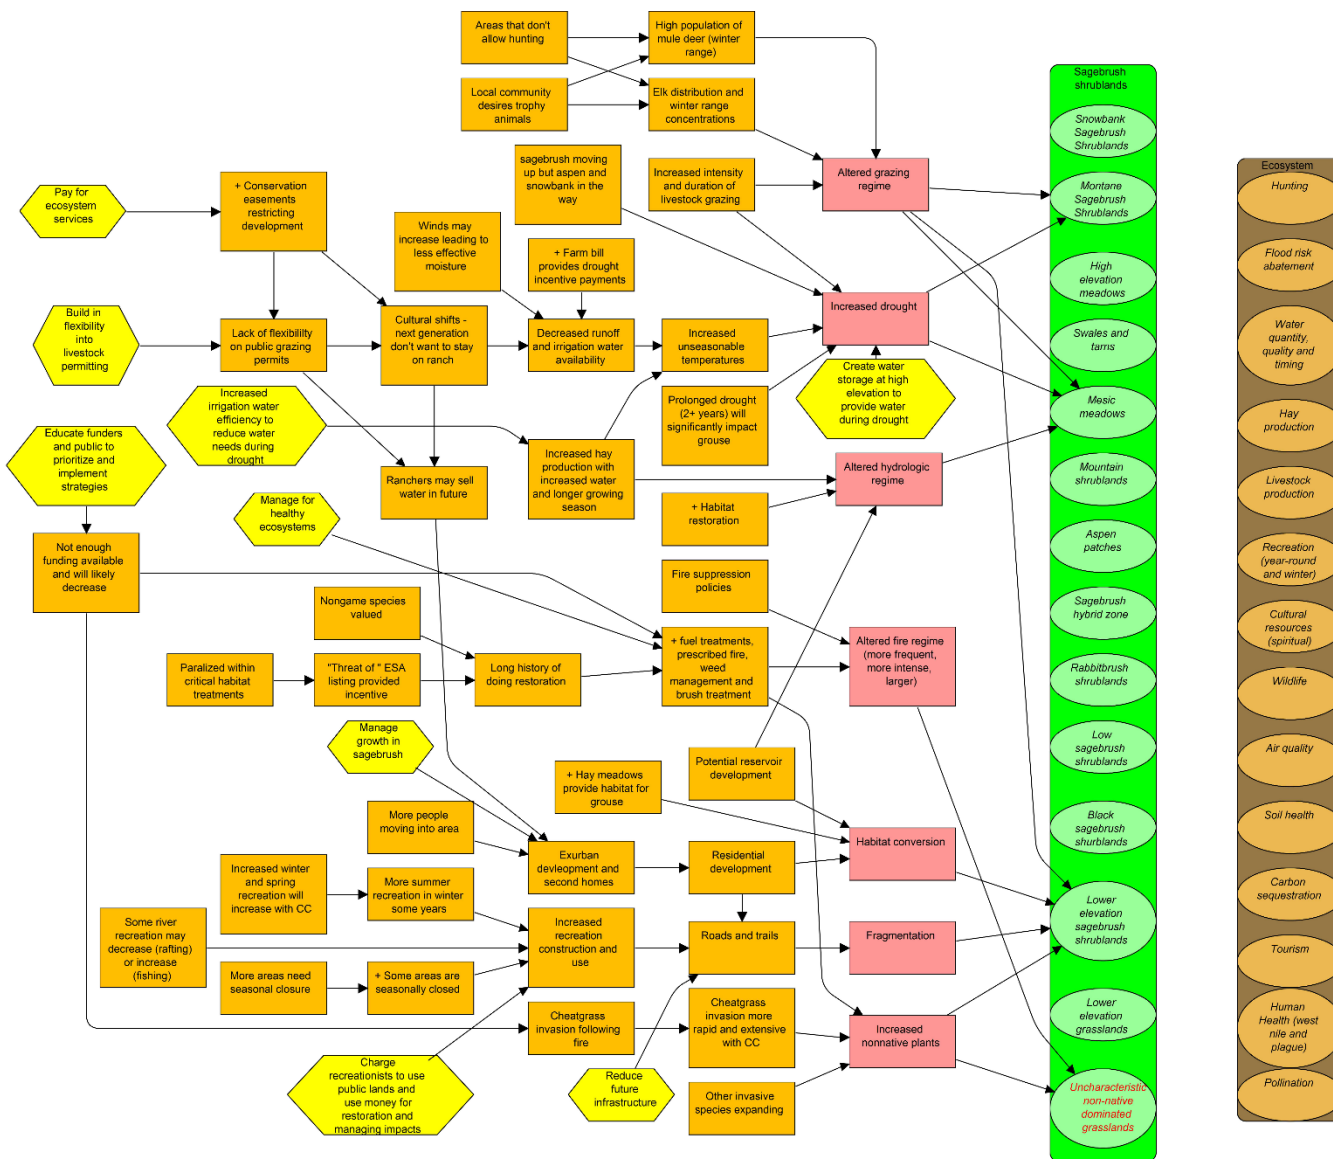 Areas that don't
allow hunting
High population of
mule deer (winter
range)
Local community
desires trophy
animals
Elk distribution and
winter range
concentrations
sagebrush moving
up but aspen and
snowbank in the
way
Increased intensity
and duration of
livestock grazing
Altered grazing
regime
Pay for
ecosystem
services
+ Conservation
easements
restricting
development
Winds may
increase leading to
less effective
moisture
+ Farm bill
provides drought
incentive payments
Increased drought
Build in
flexibility
into
livestock
permitting
Lack of flexibililty
on public grazing
permits
Cultural shifts -
next generation
don't want to stay
on ranch
Decreased runoff
and irrigation water
availability
Increased
unseasonable
temperatures
Create water
storage at high
elevation to
provide water
during drought
Increased
irrigation water
efficiency to
reduce water
needs during
drought
Prolonged drought
(2+ years) will
significantly impact
grouse
Educate funders
and public to
prioritize and
implement
strategies
Ranchers may sell
water in future
Increased hay
production with
increased water
and longer growing
season
Altered hydrologic
regime
Manage for
healthy
ecosystems
+ Habitat
restoration
Not enough
funding available
and will likely
decrease
Fire suppression
policies
Nongame species
valued
+ fuel treatments,
prescribed fire,
weed
management and
brush treatment
Altered fire regime
(more frequent,
more intense,
larger)
Paralized within
critical habitat
treatments
"Threat of " ESA
listing provided
incentive
Long history of
doing restoration
Manage
growth in
sagebrush
+ Hay meadows
provide habitat for
grouse
Potential reservoir
development
More people
moving into area
Exurban
devleopment and
second homes
Residential
development
Habitat conversion
Increased winter
and spring
recreation will
increase with CC
More summer
recreation in winter
some years
Some river
recreation may
decrease (rafting)
or increase
(fishing)
Increased
recreation
construction and
use
Roads and trails
Fragmentation
More areas need
seasonal closure
+ Some areas are
seasonally closed
Cheatgrass
invasion following
fire
Cheatgrass
invasion more
rapid and extensive
with CC
Increased
nonnative plants
Charge
recreationists to use
public lands and
use money for
restoration and
managing impacts
Reduce
future
infrastructure
Other invasive
species expanding
Sagebrush
shrublands
Snowbank
Sagebrush
Shrublands
Montane
Sagebrush
Shrublands
High
elevation
meadows
Swales and
tarns
Mesic
meadows
Mountain
shrublands
Aspen
patches
Sagebrush
hybrid zone
Rabbitbrush
shrublands
Low
sagebrush
shrublands
Black
sagebrush
shurblands
Lower
elevation
sagebrush
shrublands
Lower
elevation
grasslands
Uncharacteristic
non-native
dominated
grasslands
Ecosystem
Hunting
Flood risk
abatement
Water
quantity,
quality and
timing
Hay
production
Livestock
production
Recreation
(year-round
and winter)
Cultural
resources
(spiritual)
Wildlife
Air quality
Soil health
Carbon
sequestration
Tourism
Human
Health (west
nile and
plague)
Pollination